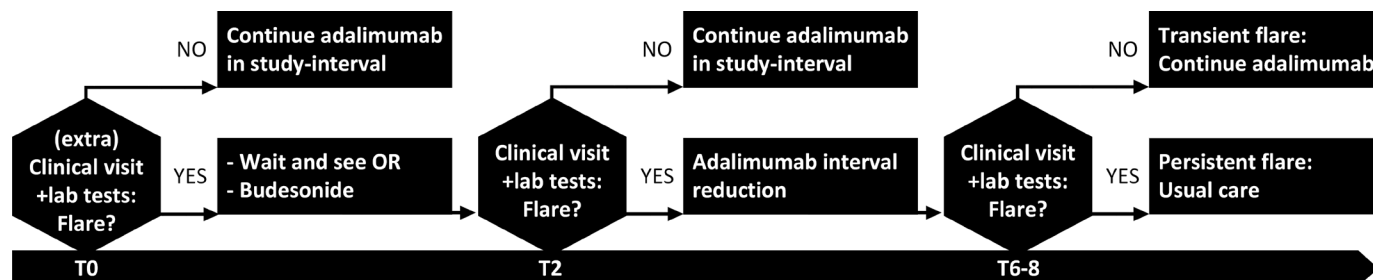 (extra)
Clinical visit
+lab tests:
Flare?
NO
Continue adalimumab
in study-interval
YES
- Wait and see OR
- Budesonide
Clinical visit
+lab tests:
Flare?
NO
Continue adalimumab
in study-interval
YES
Adalimumab interval
reduction
Clinical visit
+lab tests:
Flare?
NO
Transient flare:
Continue adalimumab
YES
Persistent flare:
Usual care
T0
T2
T6-8